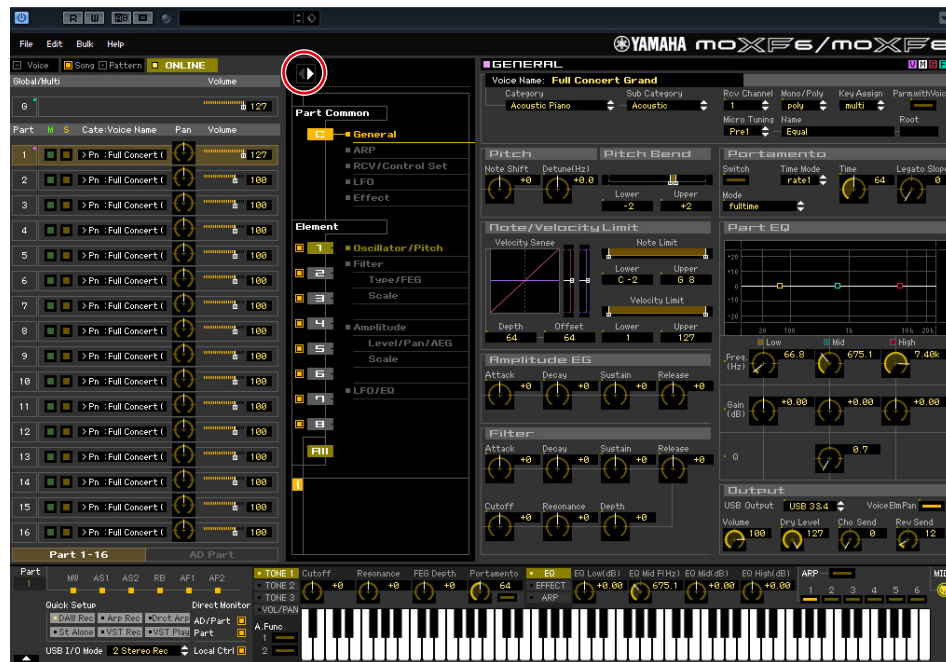 R W AB
File Edit Bulk Help
YAMAHA moXF6/moXF8
Voice Song Pattern ONLINE
Global/Multi Volume
G 127
Part M S Cate:Voice Name Pan Volume
1 >Pn :Full Concert ( 127
2 >Pn :Full Concert ( 100
3 >Pn :Full Concert ( 100
4 >Pn :Full Concert ( 100
5 >Pn :Full Concert ( 100
6 >Pn :Full Concert ( 100
7 >Pn :Full Concert ( 100
8 >Pn :Full Concert ( 100
9 >Pn :Full Concert ( 100
10 >Pn :Full Concert ( 100
11 >Pn :Full Concert ( 100
12 >Pn :Full Concert ( 100
13 >Pn :Full Concert ( 100
14 >Pn :Full Concert ( 100
15 >Pn :Full Concert ( 100
16 >Pn :Full Concert ( 100
Part 1-16 AD Part
Part Common
C General
ARP
RCV/Control Set
LFO
Effect
Element
1 Oscillator/Pitch
Filter
2 Type/FEG
3 Scale
4 Amplitude
5 Level/Pan/AEG
Scale
6
7 LFO/EQ
8
All
i
GENERAL
Voice Name: Full Concert Grand
Category Sub Category Rcv Channel Mono/Poly Key Assign Parm.withVoic
Acoustic Piano Acoustic 1 poly multi
Micro Tuning Name Root
Pre1 Equal
Pitch Pitch Bend
Note Shift Detune(Hz)
+0 +0.0
Lower Upper
-2 +2
Portamento
Switch Time Mode Time Legato Slope
rate1 64 0
Mode
fulltime
Note/Velocity Limit
Velocity Sense Note Limit
Lower Upper
C -2 G 8
Velocity Limit
Depth Offset Lower Upper
64 64 1 127
Part EQ
+20
+10
0
-10
-20
20 100 1k 10k 20k
Low Mid High
Freq. (Hz) 66.8 675.1 7.40k
Gain (dB) +0.00 +0.00 +0.00
Q 0.7
Amplitude EG
Attack Decay Sustain Release
+0 +0 +0 +0
Filter
Attack Decay Sustain Release
+0 +0 +0 +0
Cutoff Resonance Depth
+0 +0 +0
Output
USB Output USB 3&4 Voice Elm Pan
Volume Dry Level Cho Send Rev Send
100 127 0 12
Part MW AS1 AS2 RB AF1 AF2
1
Quick Setup Direct Monitor
DAW Rec Arp Rec Drct Arp AD/Part
St Alone VST Rec VST Play Part
USB I/O Mode 2 Stereo Rec Local Ctrl
TONE 1 Cutoff Resonance FEG Depth Portamento
TONE 2 +0 +0 +0 64
TONE 3
VOL/PAN
EQ EQ Low(dB) EQ Mid F(Hz) EQ Mid(dB) EQ High(dB)
EFFECT +0.00 675.1 +0.00 +0.00
ARP
ARP
1 2 3 4 5 6
A.Func
1
2